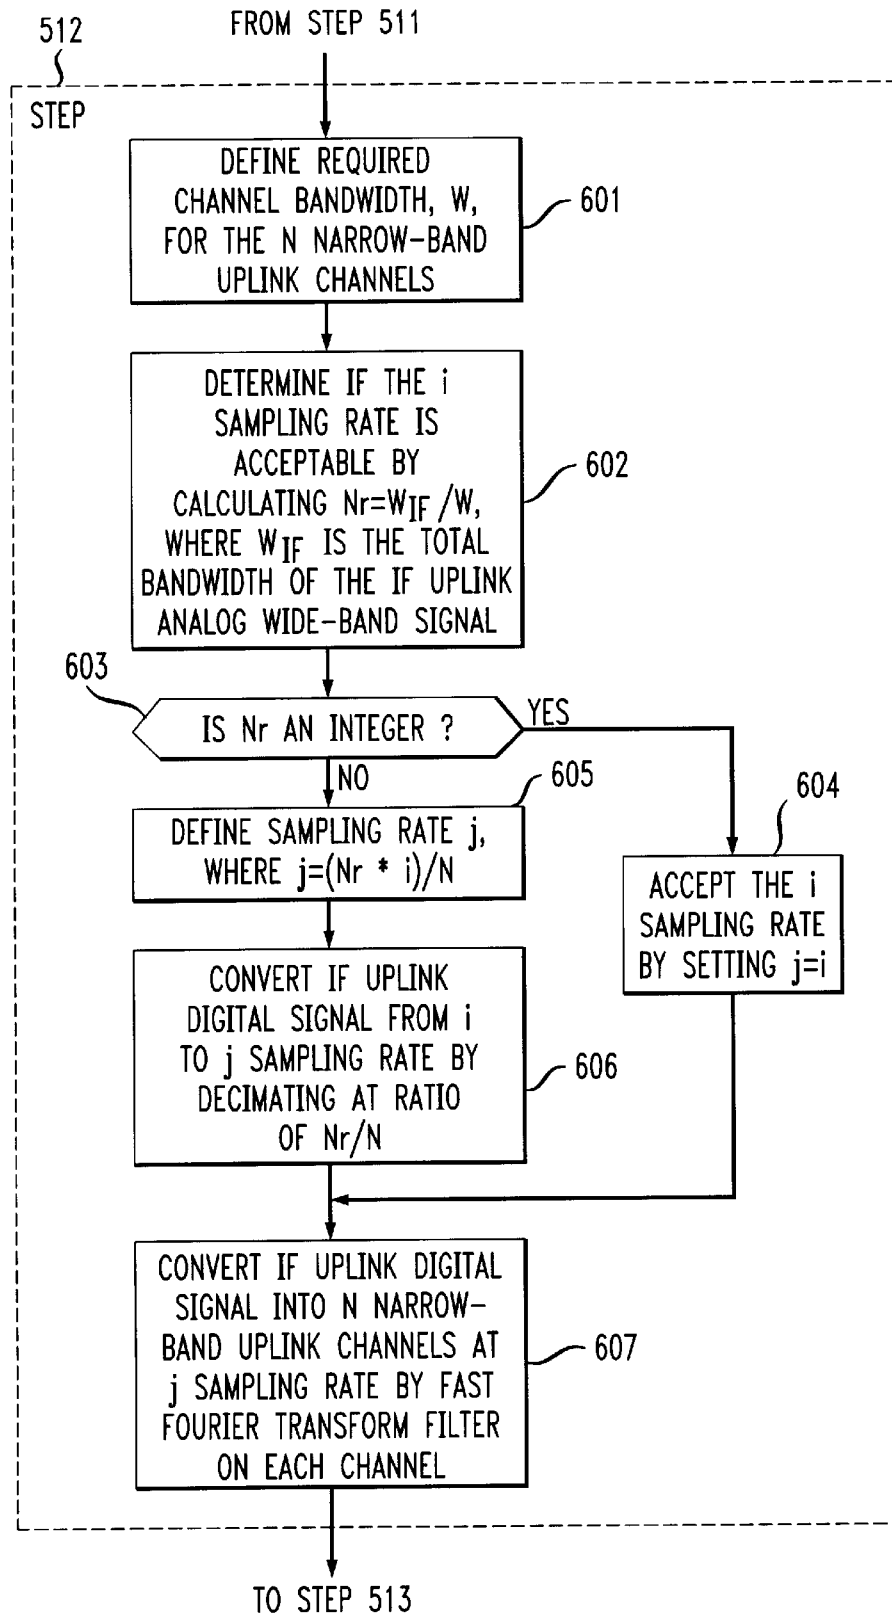 512
FROM STEP 511
STEP
DEFINE REQUIRED
CHANNEL BANDWIDTH, W,
FOR THE N NARROW-BAND
UPLINK CHANNELS
601
DETERMINE IF THE i
SAMPLING RATE IS
ACCEPTABLE BY
CALCULATING Nr=WIF/W,
WHERE WIF IS THE TOTAL
BANDWIDTH OF THE IF UPLINK
ANALOG WIDE-BAND SIGNAL
602
603
IS Nr AN INTEGER ?
YES
NO
605
DEFINE SAMPLING RATE j,
WHERE j=(Nr * i)/N
604
ACCEPT THE i
SAMPLING RATE
BY SETTING j=i
CONVERT IF UPLINK
DIGITAL SIGNAL FROM i
TO j SAMPLING RATE BY
DECIMATING AT RATIO
OF Nr/N
606
CONVERT IF UPLINK DIGITAL
SIGNAL INTO N NARROW-
BAND UPLINK CHANNELS AT
j SAMPLING RATE BY FAST
FOURIER TRANSFORM FILTER
ON EACH CHANNEL
607
TO STEP 513